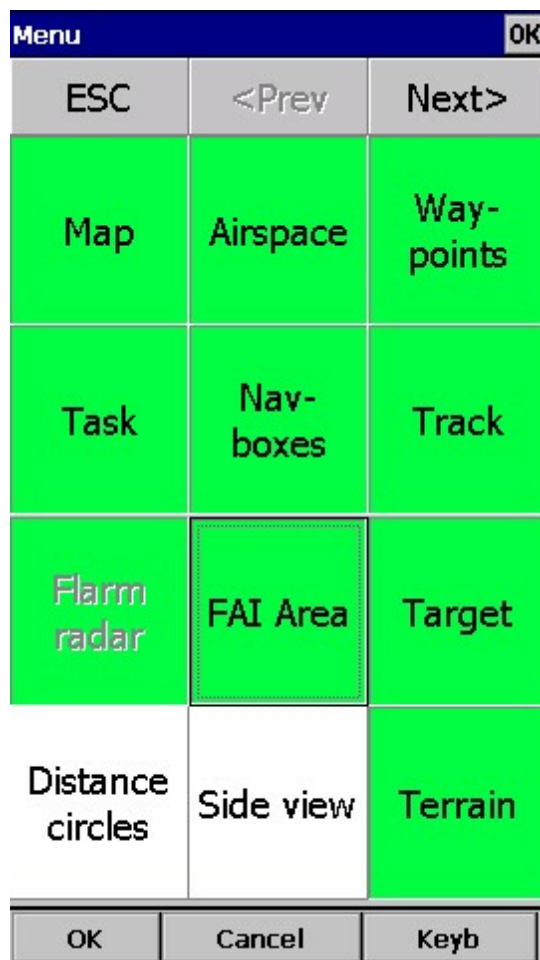 Menu OK
ESC <Prev Next>
Map Airspace Way-
points
Task Nav-
boxes Track
Flarm
radar FAI Area Target
Distance
circles Side view Terrain
OK Cancel Keyb